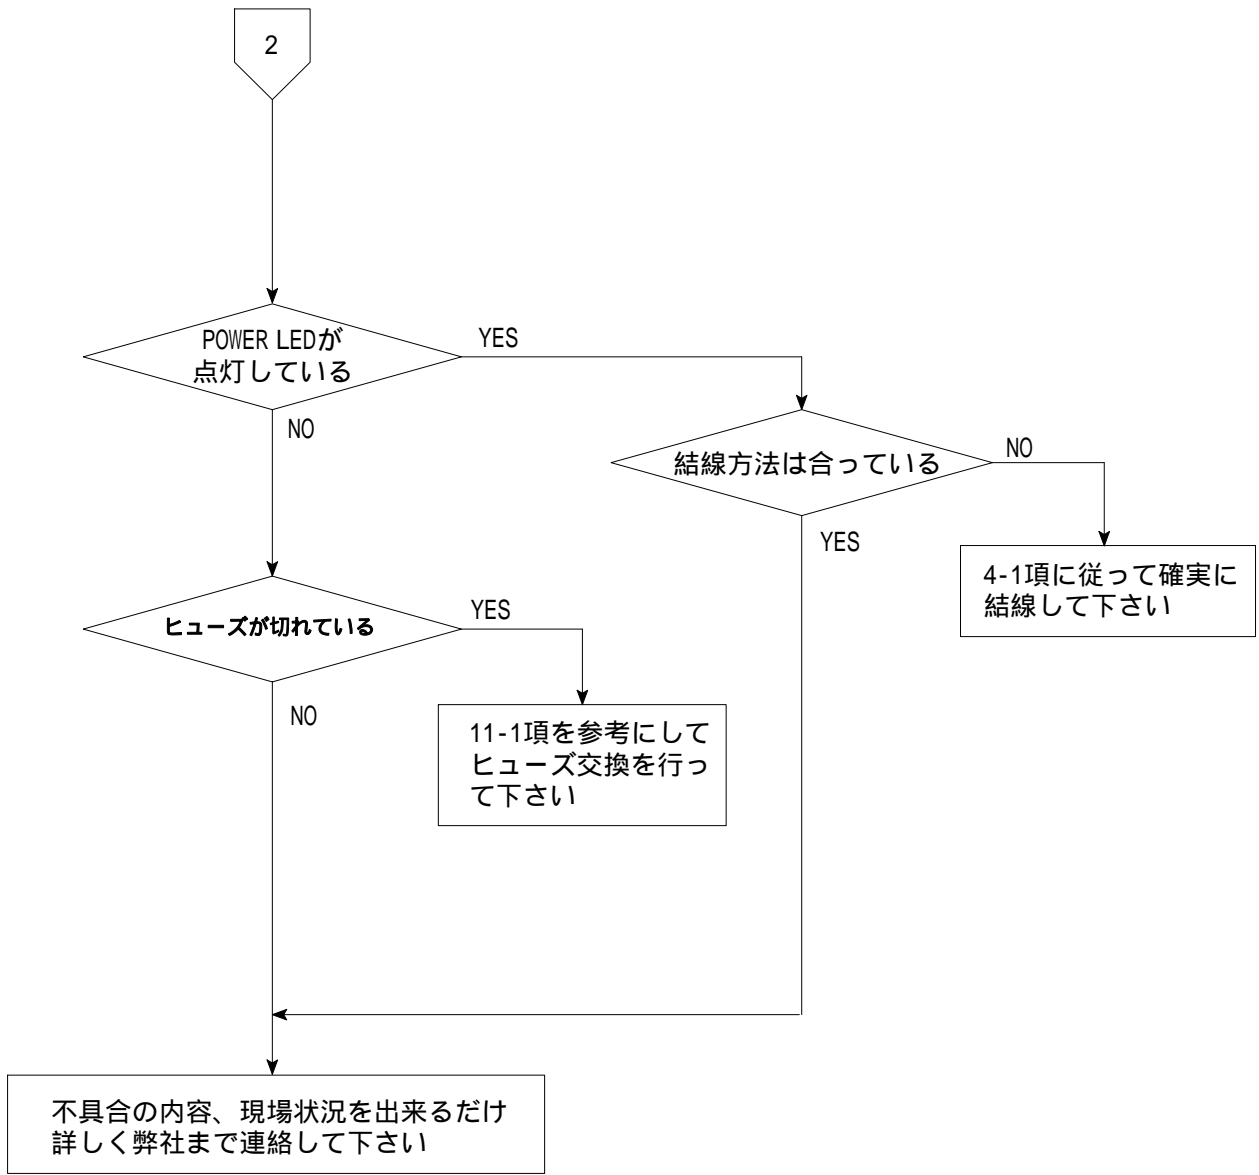 2
POWER LEDが
点灯している
YES
NO
結線方法は合っている
NO
YES
4-1項に従って確実に
結線して下さい
ヒューズが切れている
YES
NO
11-1項を参考にして
ヒューズ交換を行っ
て下さい
不具合の内容、現場状況を出来るだけ
詳しく弊社まで連絡して下さい